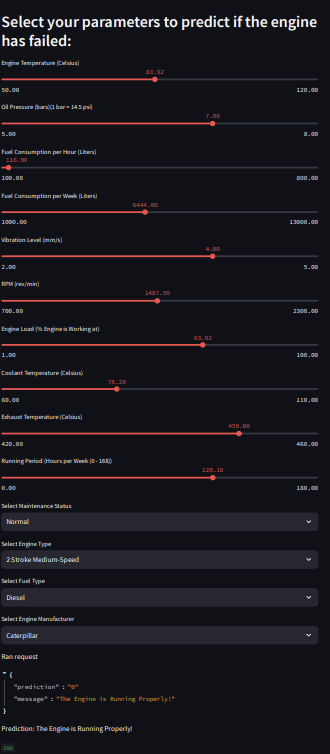 Select your parameters to predict if the engine
has failed:
Engine Temperature (Celsius)
83.92
50.00 120.00
Oil Pressure (bars)(1 bar = 14.5 psi)
7.00
5.00 8.00
Fuel Consumption per Hour (Liters)
116.00
100.00 800.00
Fuel Consumption per Week (Liters)
6444.00
1000.00 13000.00
Vibration Level (mm/s)
4.00
2.00 5.00
RPM (rev/min)
1487.50
700.00 2300.00
Engine Load (% Engine is Working at)
63.92
1.00 100.00
Coolant Temperature (Celsius)
78.20
60.00 110.00
Exhaust Temperature (Celsius)
450.00
420.00 460.00
Running Period (Hours per Week (0 - 168))
120.10
0.00 180.00
Select Maintenance Status
Normal
Select Engine Type
2 Stroke Medium-Speed
Select Fuel Type
Diesel
Select Engine Manufacturer
Caterpillar
Ran request
{
"prediction" : "0"
"message" : "The Engine is Running Properly!"
}
Prediction: The Engine is Running Properly!
200